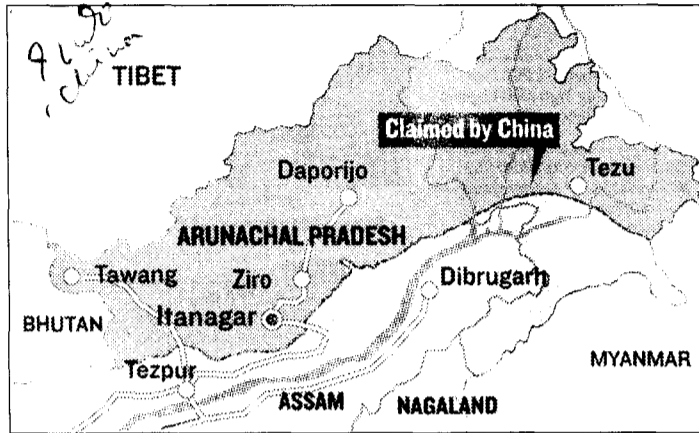 TIBET
Claimed by China
Daporijo
Tezu
ARUNACHAL PRADESH
Tawang
Ziro
Dibrugarh
BHUTAN
Itanagar
MYANMAR
Tezpur
ASSAM
NAGALAND